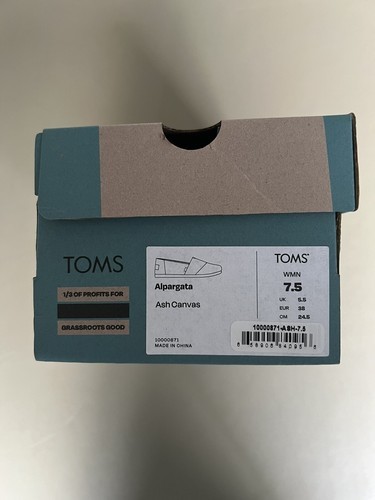 TOMS
1/3 OF PROFITS FOR
GRASSROOTS GOOD
Alpargata
Ash Canvas
10000871
MADE IN CHINA
TOMS®
WMN
7.5
UK 5.5
EUR 38
CM 24.5
10000871-ASH-7.5